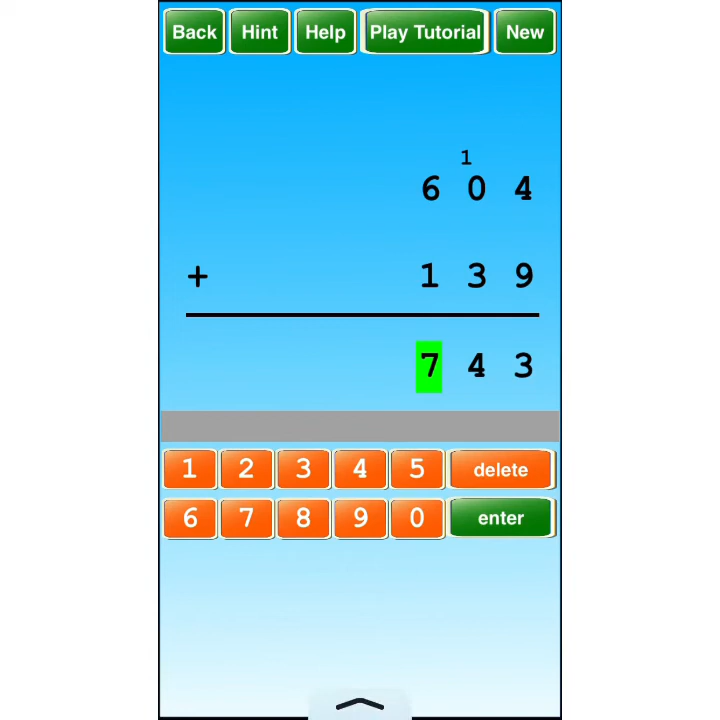 Back Hint Help Play Tutorial New
1
6 0 4
+ 1 3 9
7 4 3
1 2 3 4 5 delete
6 7 8 9 0 enter